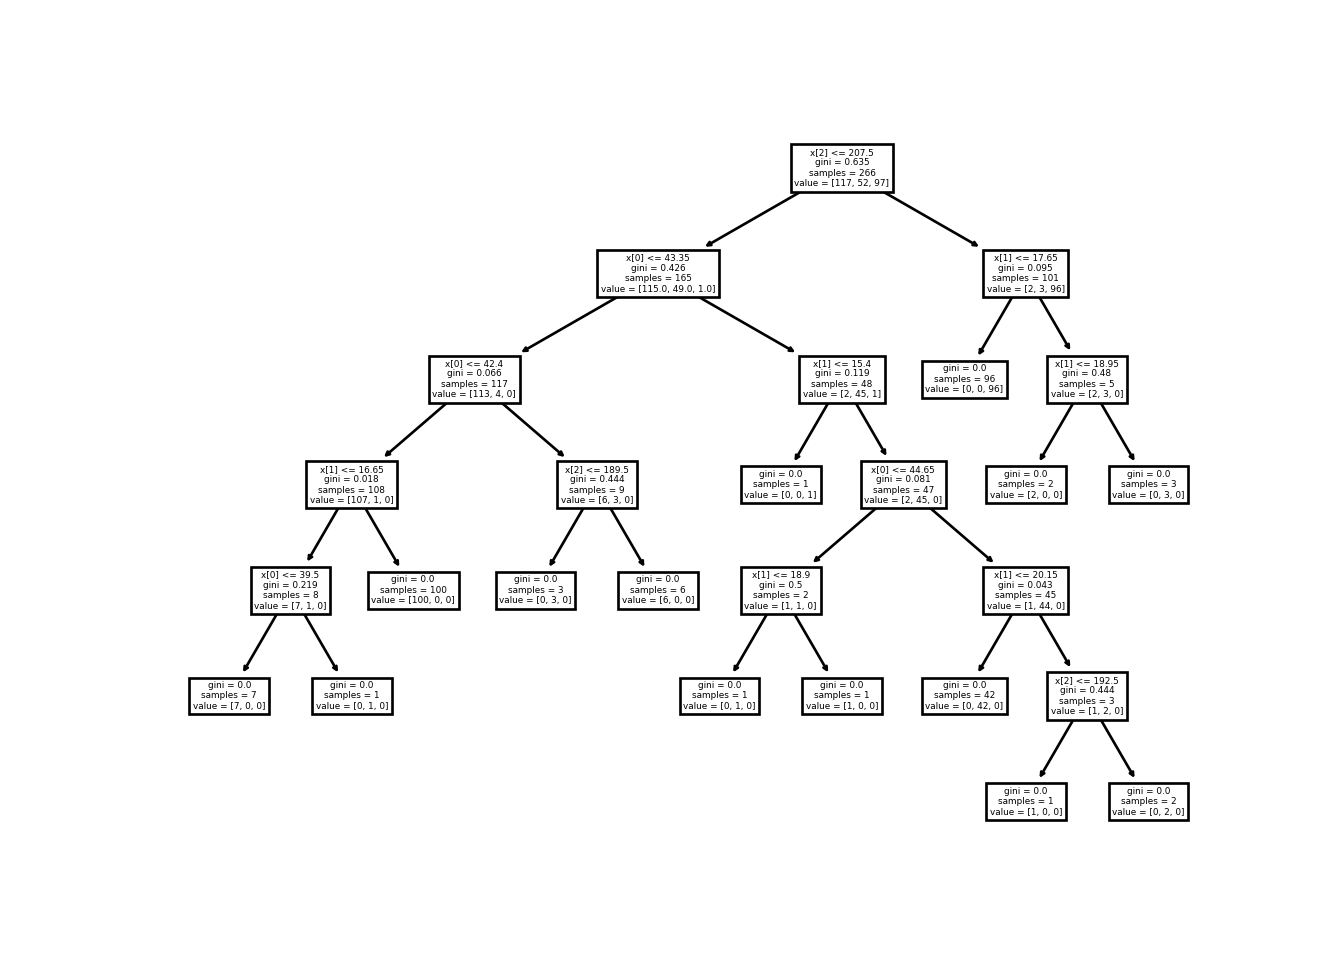 x[2] <= 207.5
gini = 0.635
samples = 266
value = [117, 52, 97]
x[0] <= 43.35
gini = 0.426
samples = 165
value = [115.0, 49.0, 1.0]
x[1] <= 17.65
gini = 0.095
samples = 101
value = [2, 3, 96]
x[0] <= 42.4
gini = 0.066
samples = 117
value = [113, 4, 0]
x[1] <= 15.4
gini = 0.119
samples = 48
value = [2, 45, 1]
gini = 0.0
samples = 96
value = [0, 0, 96]
x[1] <= 18.95
gini = 0.48
samples = 5
value = [2, 3, 0]
x[1] <= 16.65
gini = 0.018
samples = 108
value = [107, 1, 0]
x[2] <= 189.5
gini = 0.444
samples = 9
value = [6, 3, 0]
gini = 0.0
samples = 1
value = [0, 0, 1]
x[0] <= 44.65
gini = 0.081
samples = 47
value = [2, 45, 0]
gini = 0.0
samples = 2
value = [2, 0, 0]
gini = 0.0
samples = 3
value = [0, 3, 0]
x[0] <= 39.5
gini = 0.219
samples = 8
value = [7, 1, 0]
gini = 0.0
samples = 100
value = [100, 0, 0]
gini = 0.0
samples = 3
value = [0, 3, 0]
gini = 0.0
samples = 6
value = [6, 0, 0]
x[1] <= 18.9
gini = 0.5
samples = 2
value = [1, 1, 0]
x[1] <= 20.15
gini = 0.043
samples = 45
value = [1, 44, 0]
gini = 0.0
samples = 7
value = [7, 0, 0]
gini = 0.0
samples = 1
value = [0, 1, 0]
gini = 0.0
samples = 1
value = [0, 1, 0]
gini = 0.0
samples = 1
value = [1, 0, 0]
gini = 0.0
samples = 42
value = [0, 42, 0]
x[2] <= 192.5
gini = 0.444
samples = 3
value = [1, 2, 0]
gini = 0.0
samples = 1
value = [1, 0, 0]
gini = 0.0
samples = 2
value = [0, 2, 0]